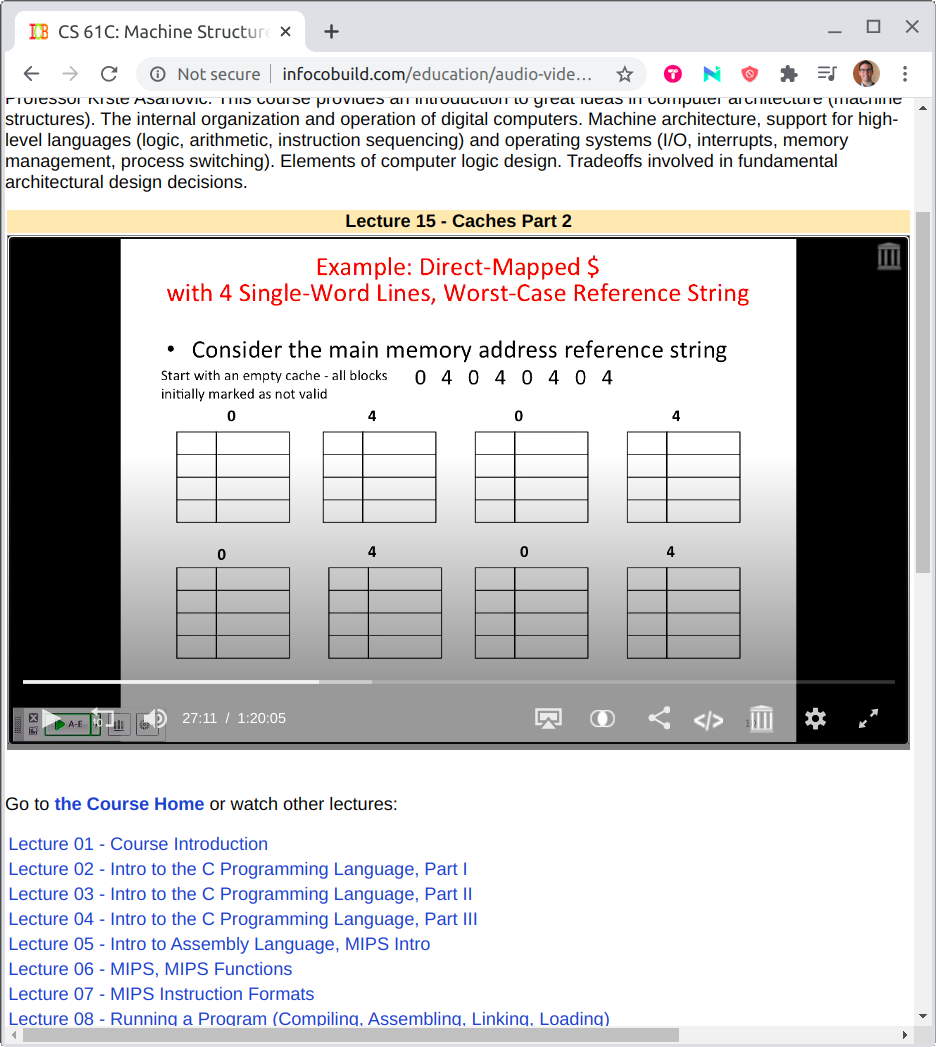 CS 61C: Machine Structure
Not secure
infocobuild.com/education/audio-vide...
Professor Krste Asanovic. This course provides an introduction to great ideas in computer architecture (machine
structures). The internal organization and operation of digital computers. Machine architecture, support for high-
level languages (logic, arithmetic, instruction sequencing) and operating systems (I/O, interrupts, memory
management, process switching). Elements of computer logic design. Tradeoffs involved in fundamental
architectural design decisions.
Lecture 15 - Caches Part 2
Example: Direct-Mapped $
with 4 Single-Word Lines, Worst-Case Reference String
• Consider the main memory address reference string
Start with an empty cache - all blocks
initially marked as not valid
0 4 0 4 0 4 0 4
0 4 0 4
0 4 0 4
A-E
10
27:11 / 1:20:05
</>
Go to the Course Home or watch other lectures:
Lecture 01 - Course Introduction
Lecture 02 - Intro to the C Programming Language, Part I
Lecture 03 - Intro to the C Programming Language, Part II
Lecture 04 - Intro to the C Programming Language, Part III
Lecture 05 - Intro to Assembly Language, MIPS Intro
Lecture 06 - MIPS, MIPS Functions
Lecture 07 - MIPS Instruction Formats
Lecture 08 - Running a Program (Compiling, Assembling, Linking, Loading)